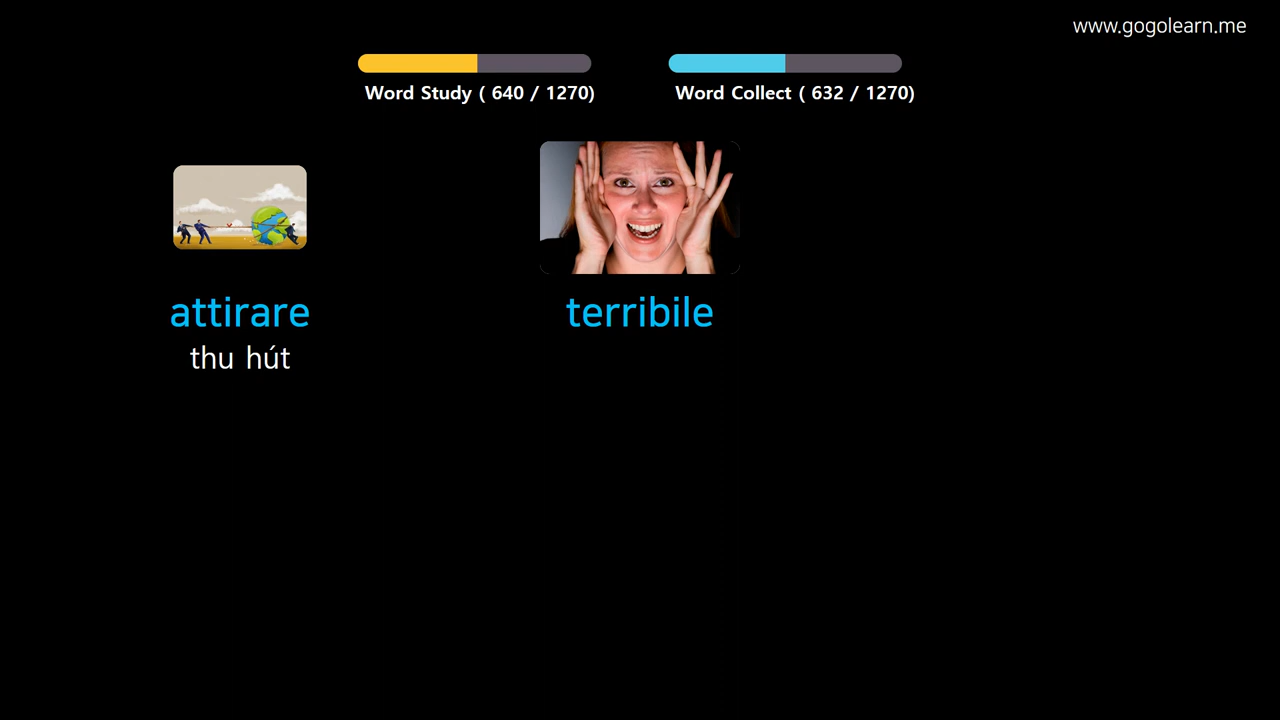 www.gogolearn.me
Word Study ( 640 / 1270)
Word Collect ( 632 / 1270)
attirare
thu hút
terribile